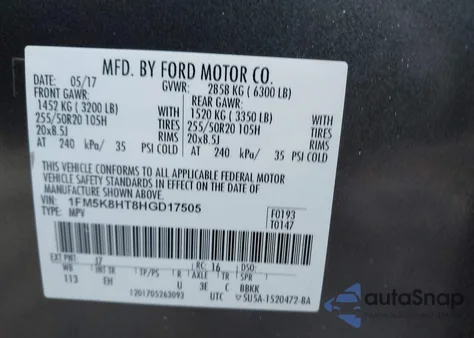 MFD. BY FORD MOTOR CO.
DATE: 05/17 GVWR: 2858 KG ( 6300 LB)
FRONT GAWR: REAR GAWR:
1452 KG ( 3200 LB) WITH 1520 KG ( 3350 LB) WITH
255/50R20 105H TIRES 255/50R20 105H TIRES
20x8.5J RIMS 20x8.5J RIMS
AT 240 kPa/ 35 PSI COLD AT 240 kPa/ 35 PSI COLD
THIS VEHICLE CONFORMS TO ALL APPLICABLE FEDERAL MOTOR
VEHICLE SAFETY STANDARDS IN EFFECT ON THE DATE OF
MANUFACTURE SHOWN ABOVE.
VIN: 1FM5K8HT8HGD17505 F0193
TYPE: MPV T0147
EXT PNT: J7 RC: 16 DSO:
WB INT TR TP/PS R AXLE TR SPR
113 EH U 3E C BBKK
1201705263093 UTC 5U5A-1520472-BA
autoSnap